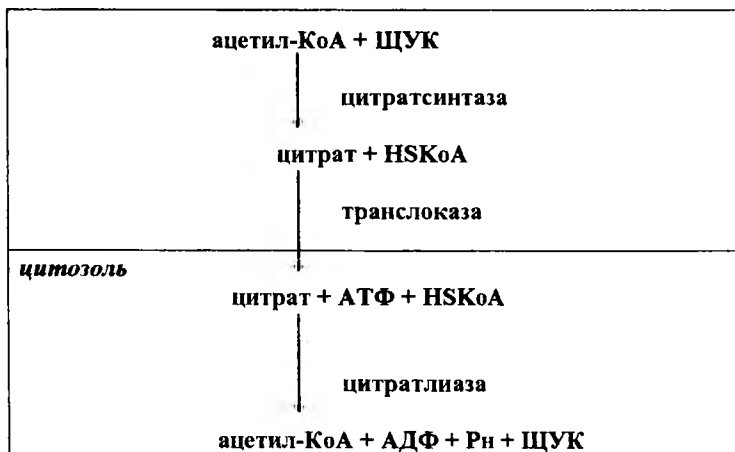 ацетил-КоА + ЩУК
цитратсинтаза
цитрат + HSKoA
транслоказа
цитозоль
цитрат + АТФ + HSKoA
цитратлиаза
ацетил-КоА + АДФ + Рн + ЩУК